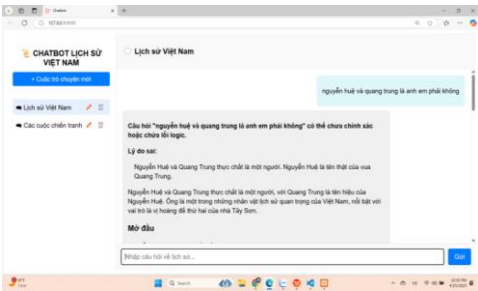 CHATBOT LỊCH SỬ
VIỆT NAM
+ Cuộc trò chuyện mới
Lịch sử Việt Nam
Các cuộc chiến tranh
Lịch sử Việt Nam
nguyễn huệ và quang trung là anh em phải không
Câu hỏi "nguyễn huệ và quang trung là anh em phải không" có thể chưa chính xác
hoặc chứa lỗi logic.
Lý do sai:
Nguyễn Huệ và Quang Trung thực chất là một người. Nguyễn Huệ là tên thật của vua
Quang Trung.
Nguyễn Huệ và Quang Trung thực chất là một người, với Quang Trung là tên hiệu của
Nguyễn Huệ. Ông là một trong những nhân vật lịch sử quan trọng của Việt Nam, nổi bật với
vai trò là vị hoàng đế thứ hai của nhà Tây Sơn.
Mở đầu
Nhập câu hỏi về lịch sử...
Gửi
Search